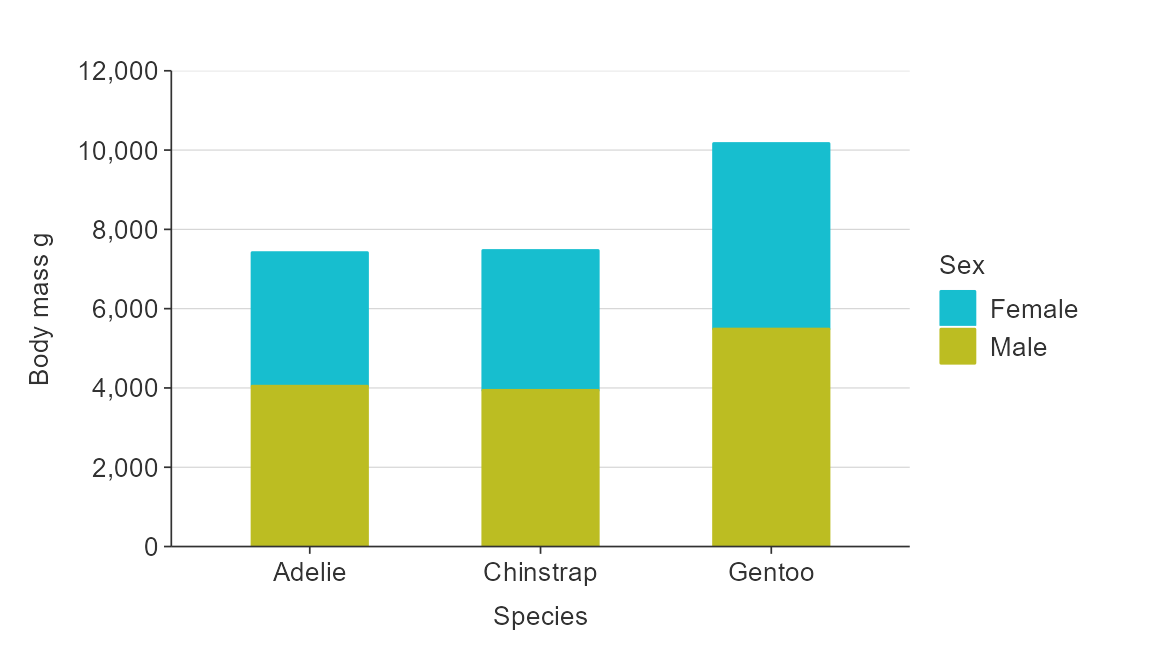 12,000
10,000
8,000
6,000
4,000
2,000
0
Body mass g
Adelie
Chinstrap
Gentoo
Species
Sex
Female
Male